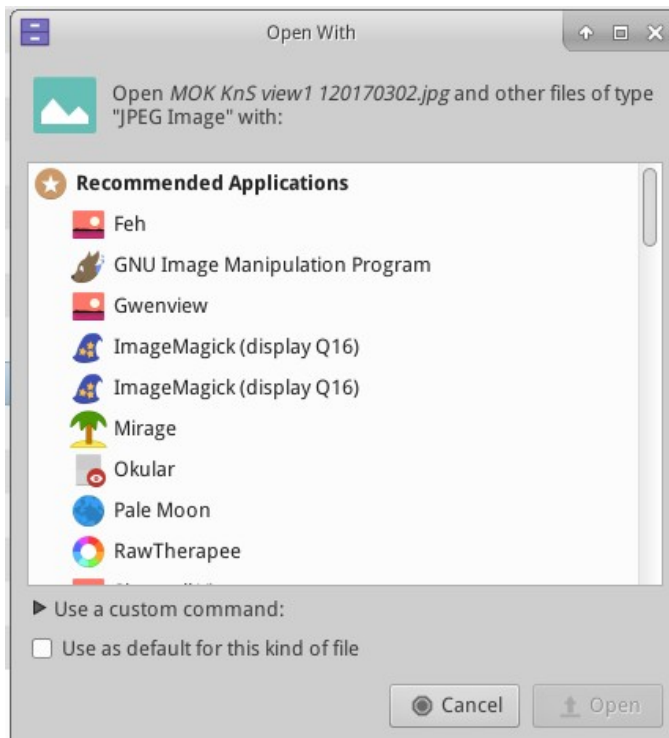 Open With
Open MOK KnS view1 120170302.jpg and other files of type
"JPEG Image" with:
Recommended Applications
Feh
GNU Image Manipulation Program
Gwenview
ImageMagick (display Q16)
ImageMagick (display Q16)
Mirage
Okular
Pale Moon
RawTherapee
Use a custom command:
Use as default for this kind of file
Cancel
Open